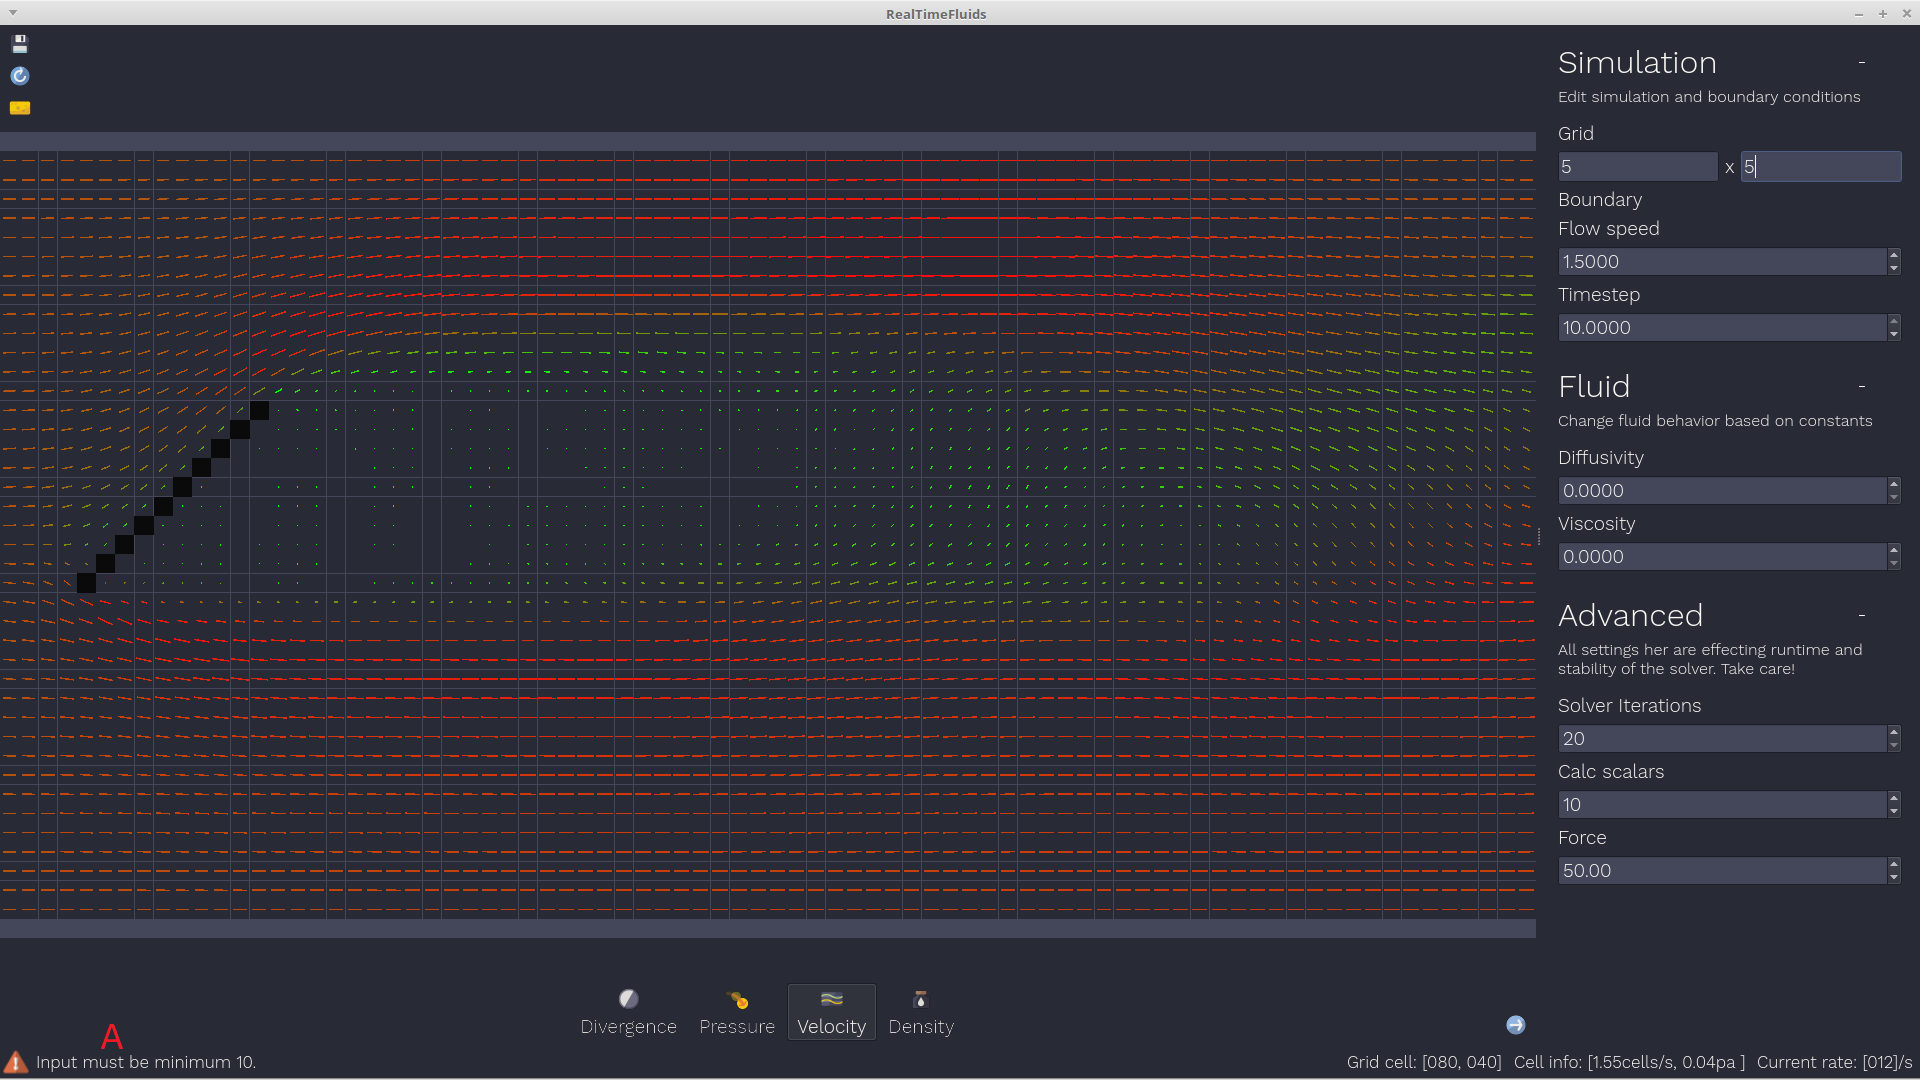 RealTimeFluids
Simulation
-
Edit simulation and boundary conditions
Grid
5 x 5
Boundary
Flow speed
1.5000
Timestep
10.0000
Fluid
-
Change fluid behavior based on constants
Diffusivity
0.0000
Viscosity
0.0000
Advanced
-
All settings her are effecting runtime and
stability of the solver. Take care!
Solver Iterations
20
Calc scalars
10
Force
50.00
Divergence Pressure Velocity Density
A
Input must be minimum 10.
Grid cell: [080, 040] Cell info: [1.55cells/s, 0.04pa ] Current rate: [012]/s